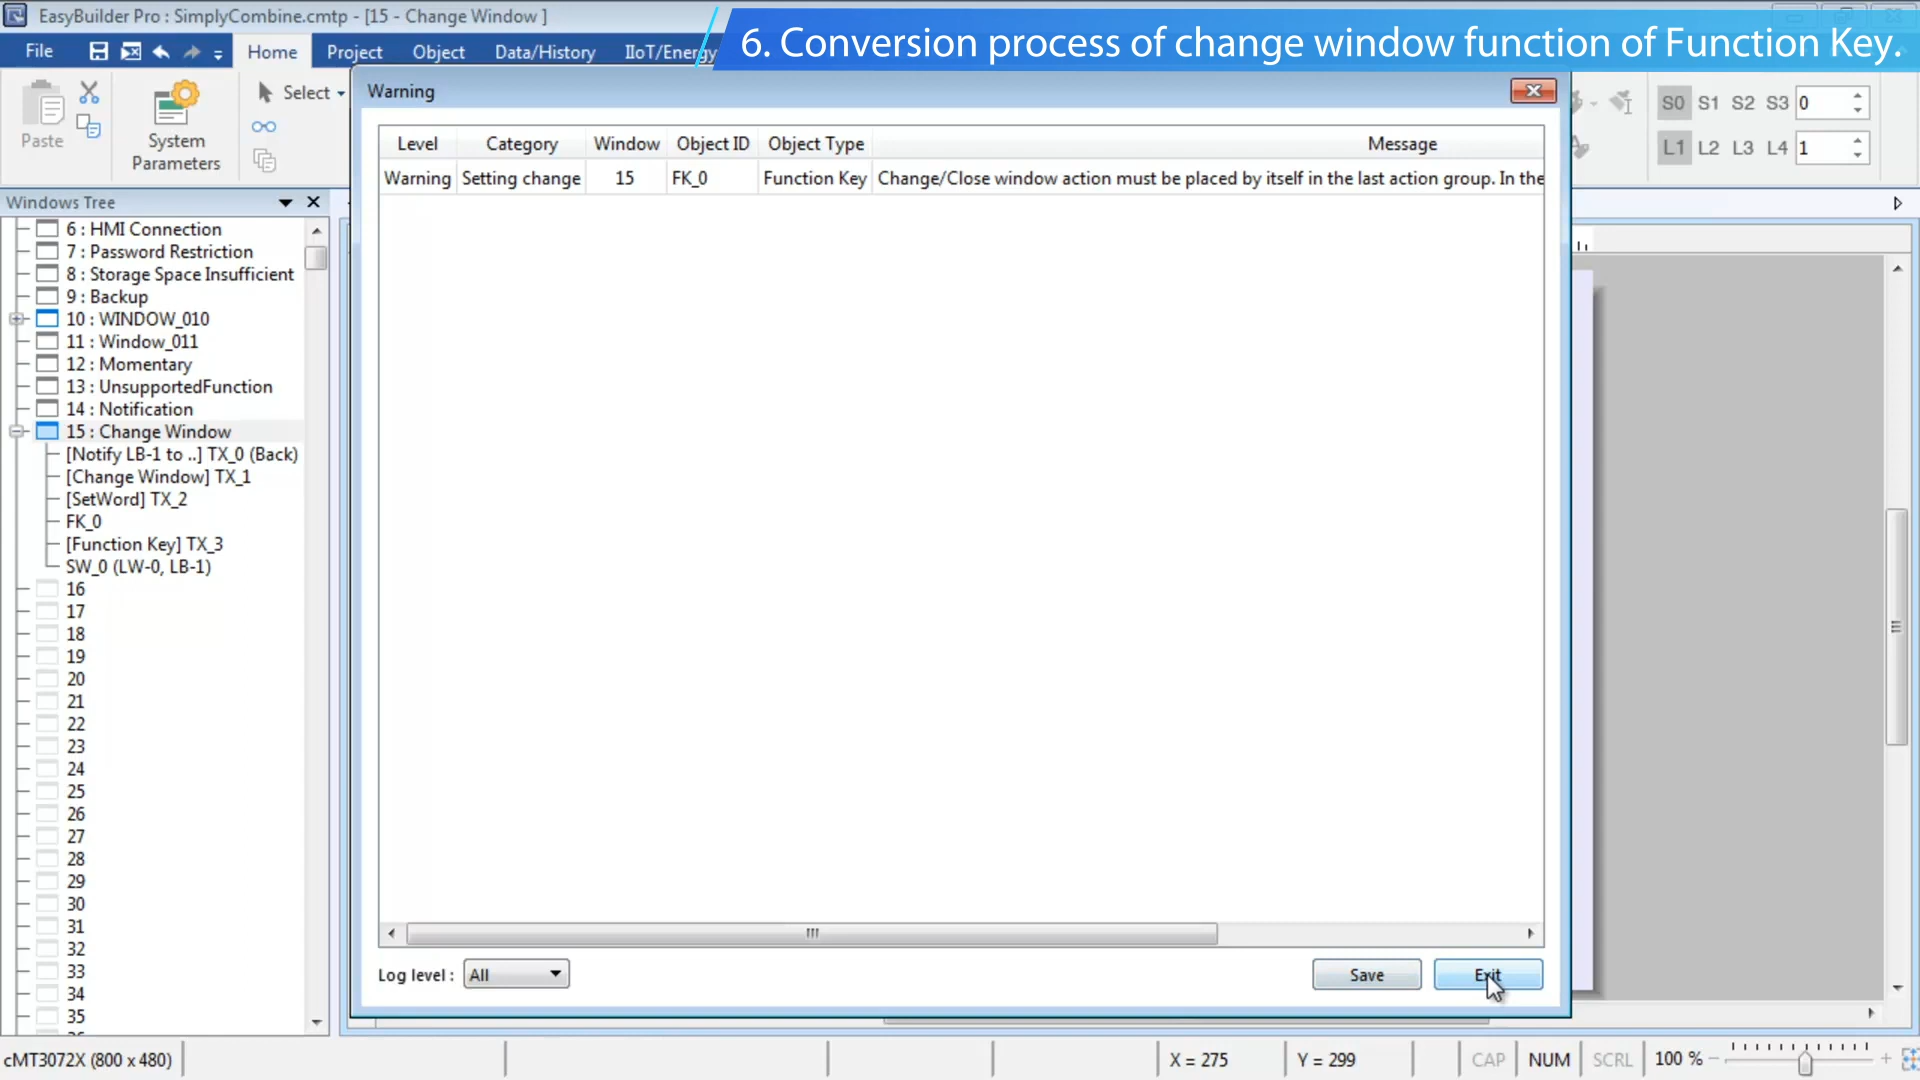 EasyBuilder Pro : SimplyCombine.cmtp - [15 - Change Window ]
6. Conversion process of change window function of Function Key.
File
Home
Project
Object
Data/History
IIoT/Energy
Paste
System
Parameters
Select
S0 S1 S2 S3 0
L1 L2 L3 L4 1
Warning
Level Category Window Object ID Object Type Message
Warning Setting change 15 FK_0 Function Key Change/Close window action must be placed by itself in the last action group. In the
Windows Tree
6 : HMI Connection
7 : Password Restriction
8 : Storage Space Insufficient
9 : Backup
10 : WINDOW_010
11 : Window_011
12 : Momentary
13 : UnsupportedFunction
14 : Notification
15 : Change Window
[Notify LB-1 to ..] TX_0 (Back)
[Change Window] TX_1
[SetWord] TX_2
FK_0
[Function Key] TX_3
SW_0 (LW-0, LB-1)
16
17
18
19
20
21
22
23
24
25
26
27
28
29
30
31
32
33
34
35
Log level : All
Save
Exit
cMT3072X (800 x 480)
X = 275
Y = 299
CAP NUM SCRL 100 %